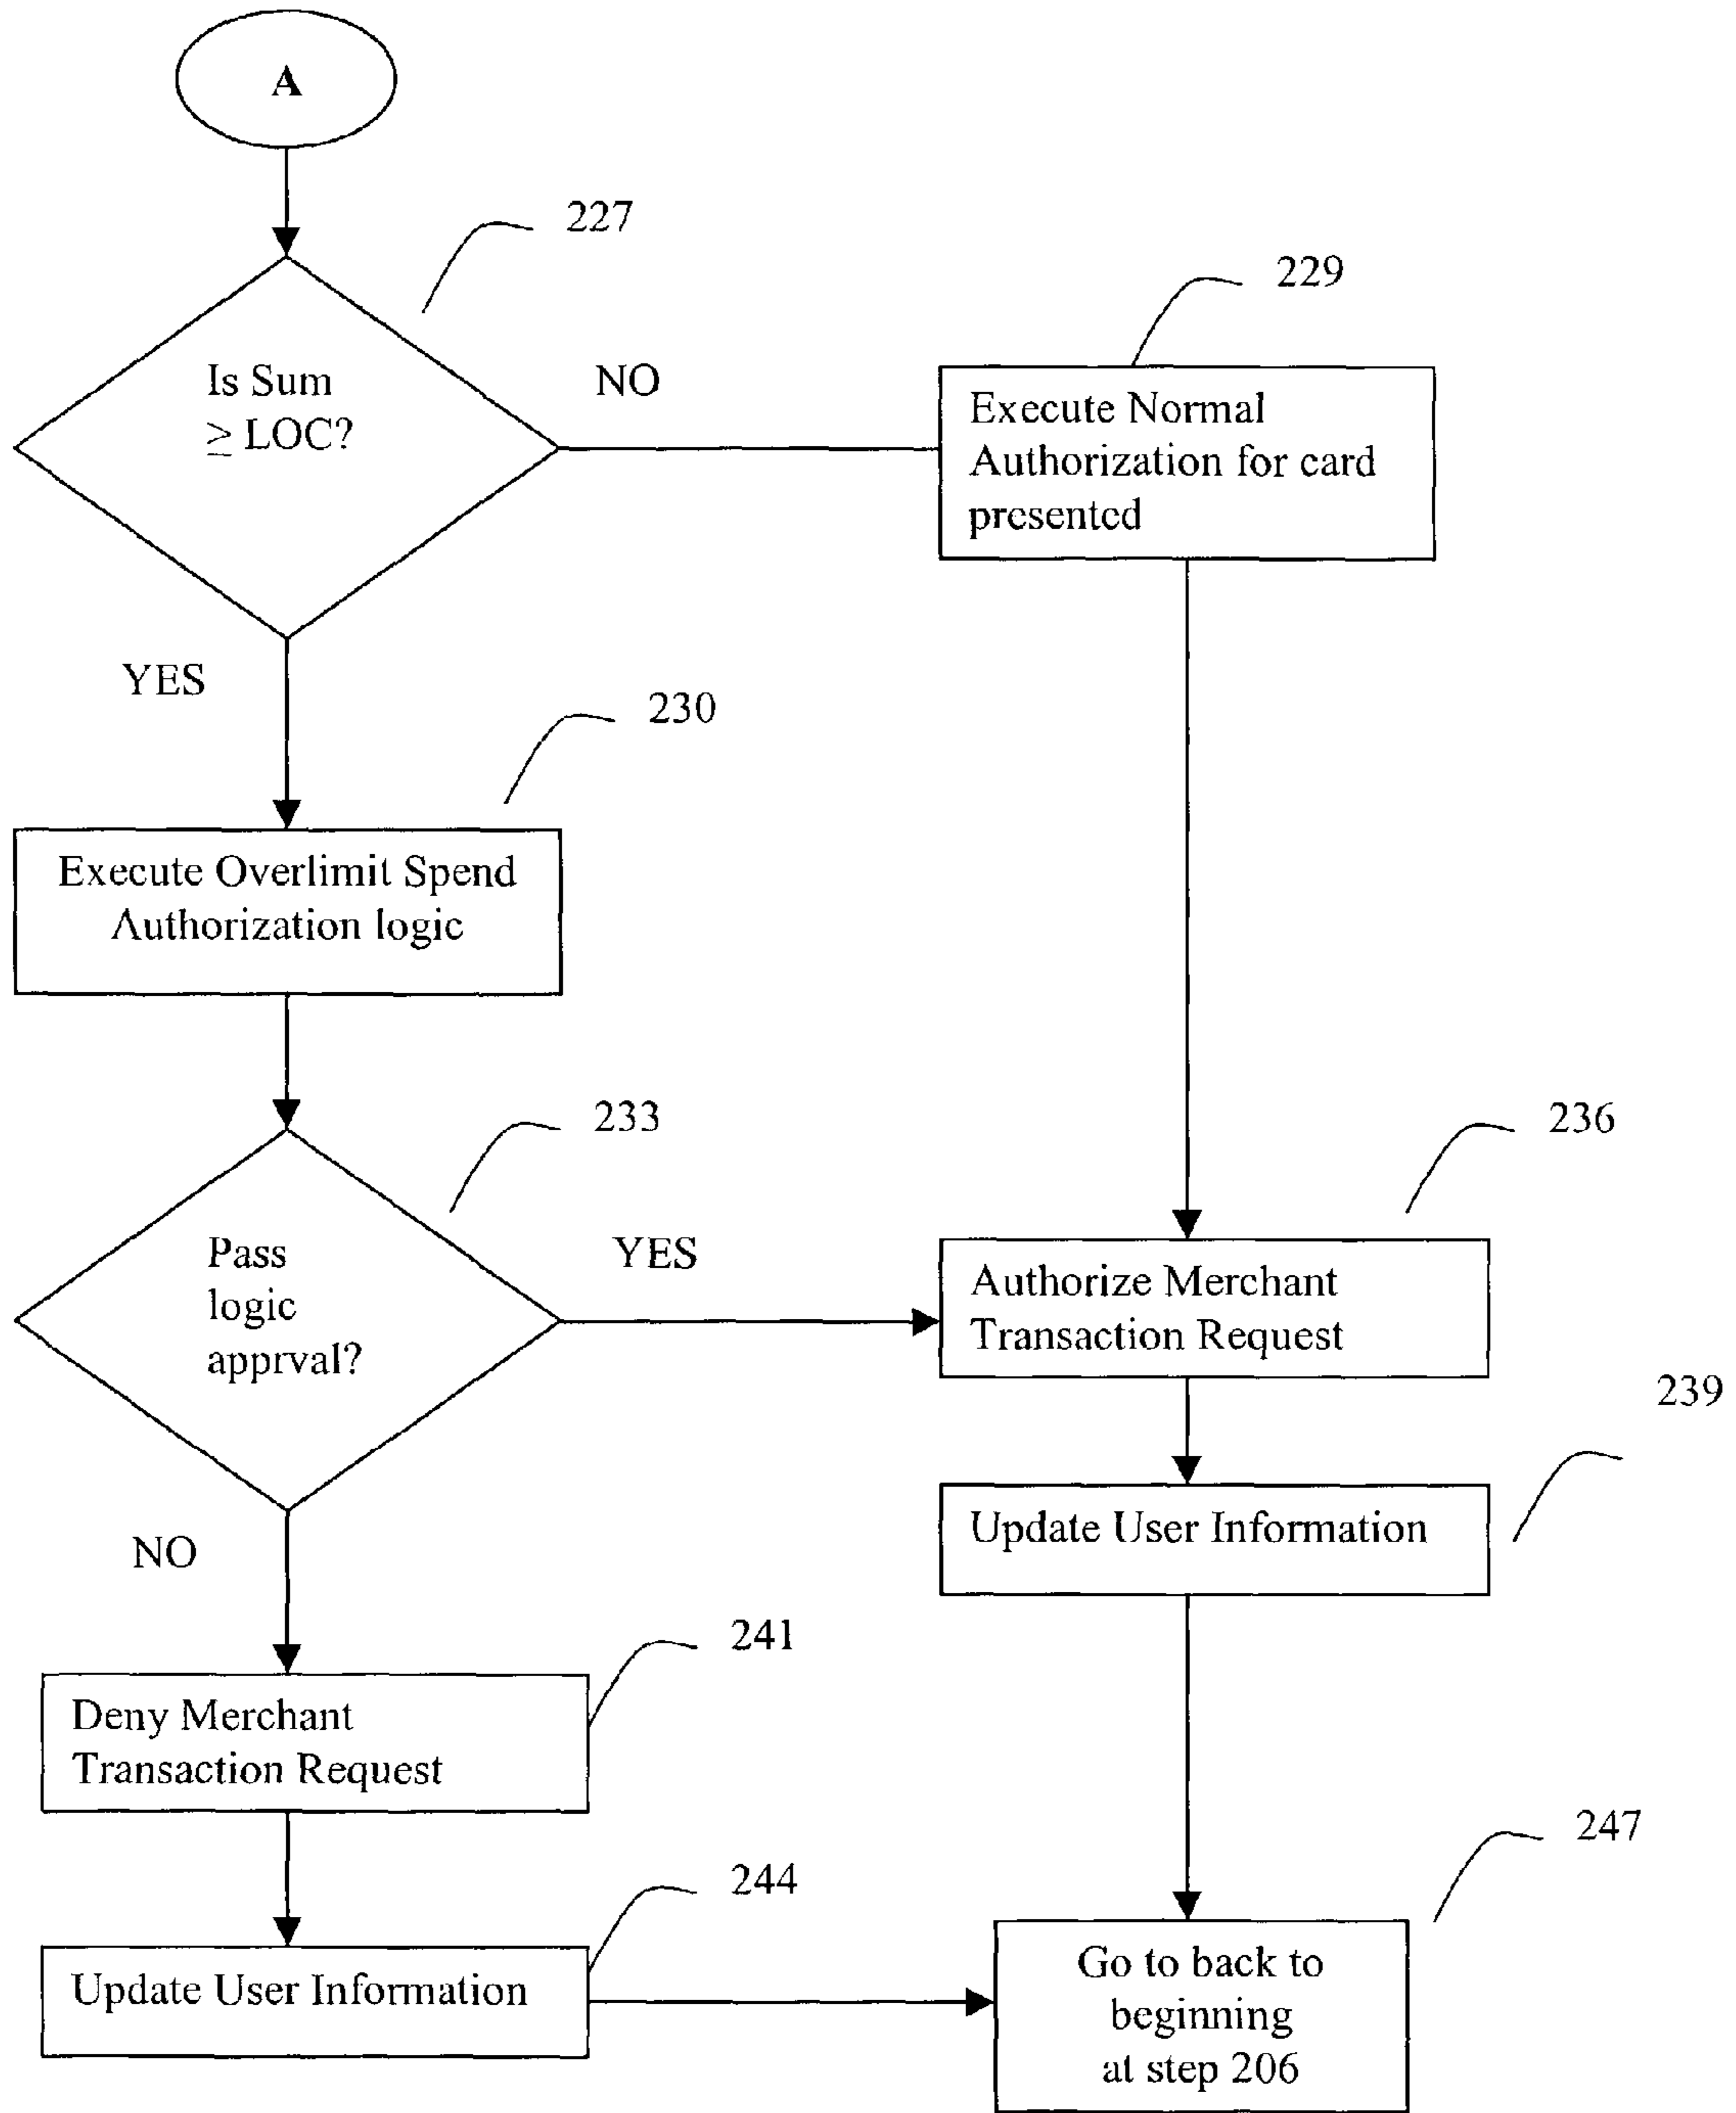 A
227
Is Sum
≥ LOC?
NO
229
Execute Normal
Authorization for card
presented
YES
230
Execute Overlimit Spend
Authorization logic
233
Pass
logic
apprval?
YES
236
Authorize Merchant
Transaction Request
239
Update User Information
NO
241
Deny Merchant
Transaction Request
244
Update User Information
247
Go to back to
beginning
at step 206